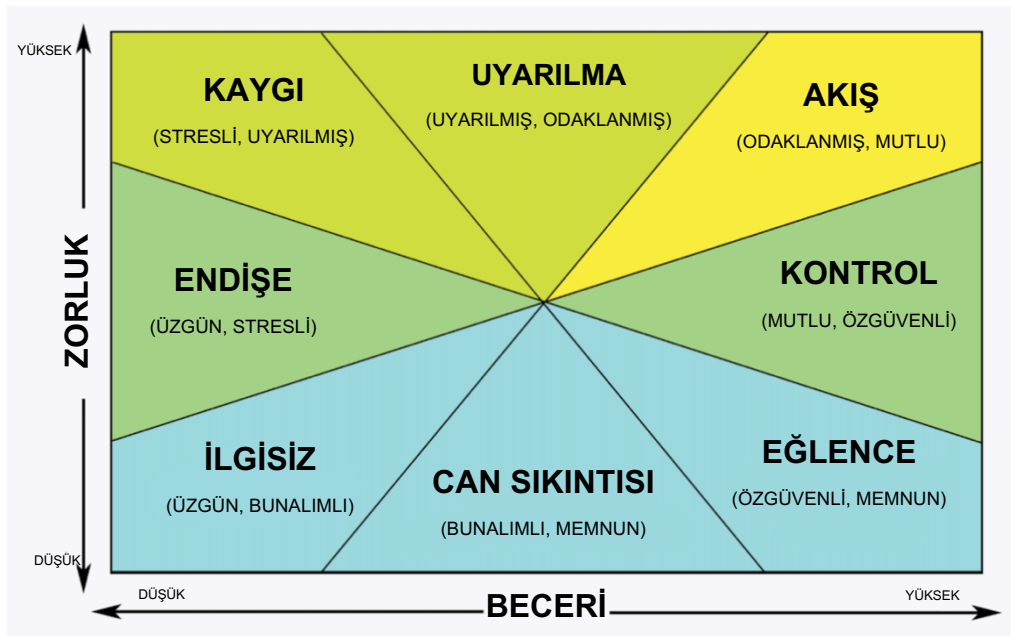 YÜKSEK
KAYGI
(STRESLİ, UYARILMIŞ)
UYARILMA
(UYARILMIŞ, ODAKLANMIŞ)
AKIŞ
(ODAKLANMIŞ, MUTLU)
ZORLUK
ENDİŞE
(ÜZGÜN, STRESLİ)
KONTROL
(MUTLU, ÖZGÜVENLİ)
İLGİSİZ
(ÜZGÜN, BUNALIMLI)
CAN SIKINTISI
(BUNALIMLI, MEMNUN)
EĞLENCE
(ÖZGÜVENLİ, MEMNUN)
DÜŞÜK
DÜŞÜK
BECERİ
YÜKSEK